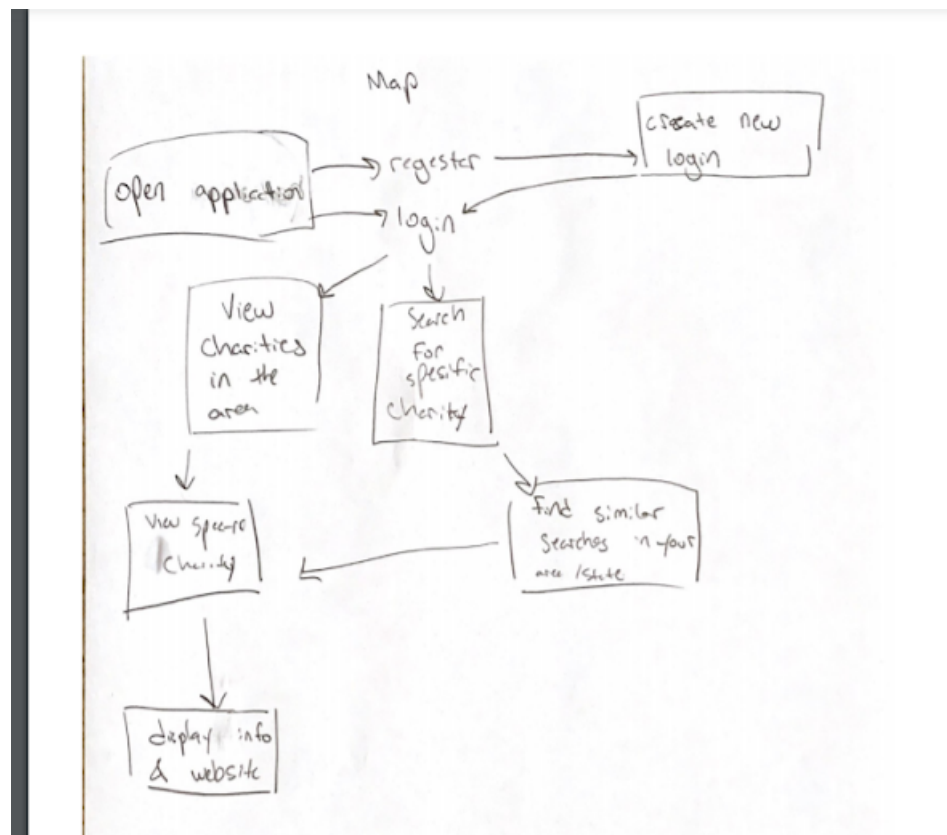 Map
open application
regester
create new
login
login
View
Charities
in the
area
Search
For
spesific
Charity
find similar
searches in your
area / state
View
Charity
display info
& website